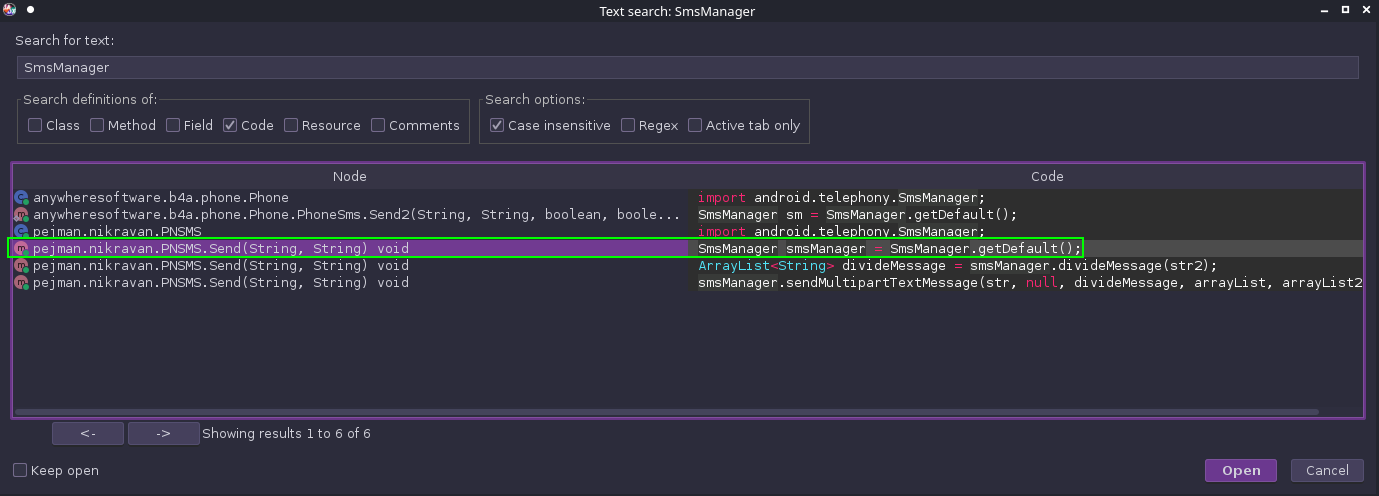 Text search: SmsManager
Search for text:
SmsManager
Search definitions of: Search options:
Class Method Field Code Resource Comments Case insensitive Regex Active tab only
Node Code
anywheresoftware.b4a.phone.Phone import android.telephony.SmsManager;
anywheresoftware.b4a.phone.Phone.PhoneSms.Send2(String, String, boolean, boole... SmsManager sm = SmsManager.getDefault();
pejman.nikravan.PNSMS import android.telephony.SmsManager;
pejman.nikravan.PNSMS.Send(String, String) void SmsManager smsManager = SmsManager.getDefault();
pejman.nikravan.PNSMS.Send(String, String) void ArrayList<String> divideMessage = smsManager.divideMessage(str2);
pejman.nikravan.PNSMS.Send(String, String) void smsManager.sendMultipartTextMessage(str, null, divideMessage, arrayList, arrayList2
<- -> Showing results 1 to 6 of 6
Keep open Open Cancel